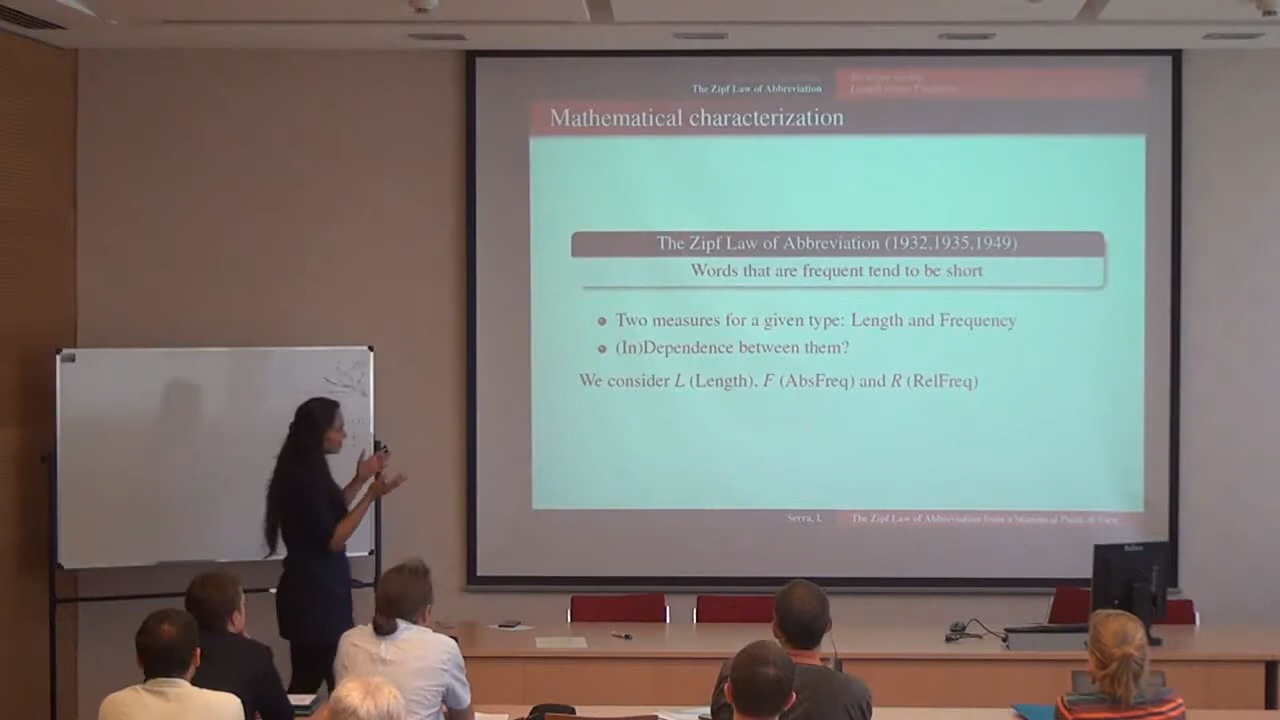 The Zipf Law of Abbreviation
Mathematical characterization
The Zipf Law of Abbreviation (1932,1935,1949)
Words that are frequent tend to be short
Two measures for a given type: Length and Frequency
(In)Dependence between them?
We consider L (Length), F (AbsFreq) and R (RelFreq)
Serra, I. The Zipf Law of Abbreviation from a Statistical Point of View